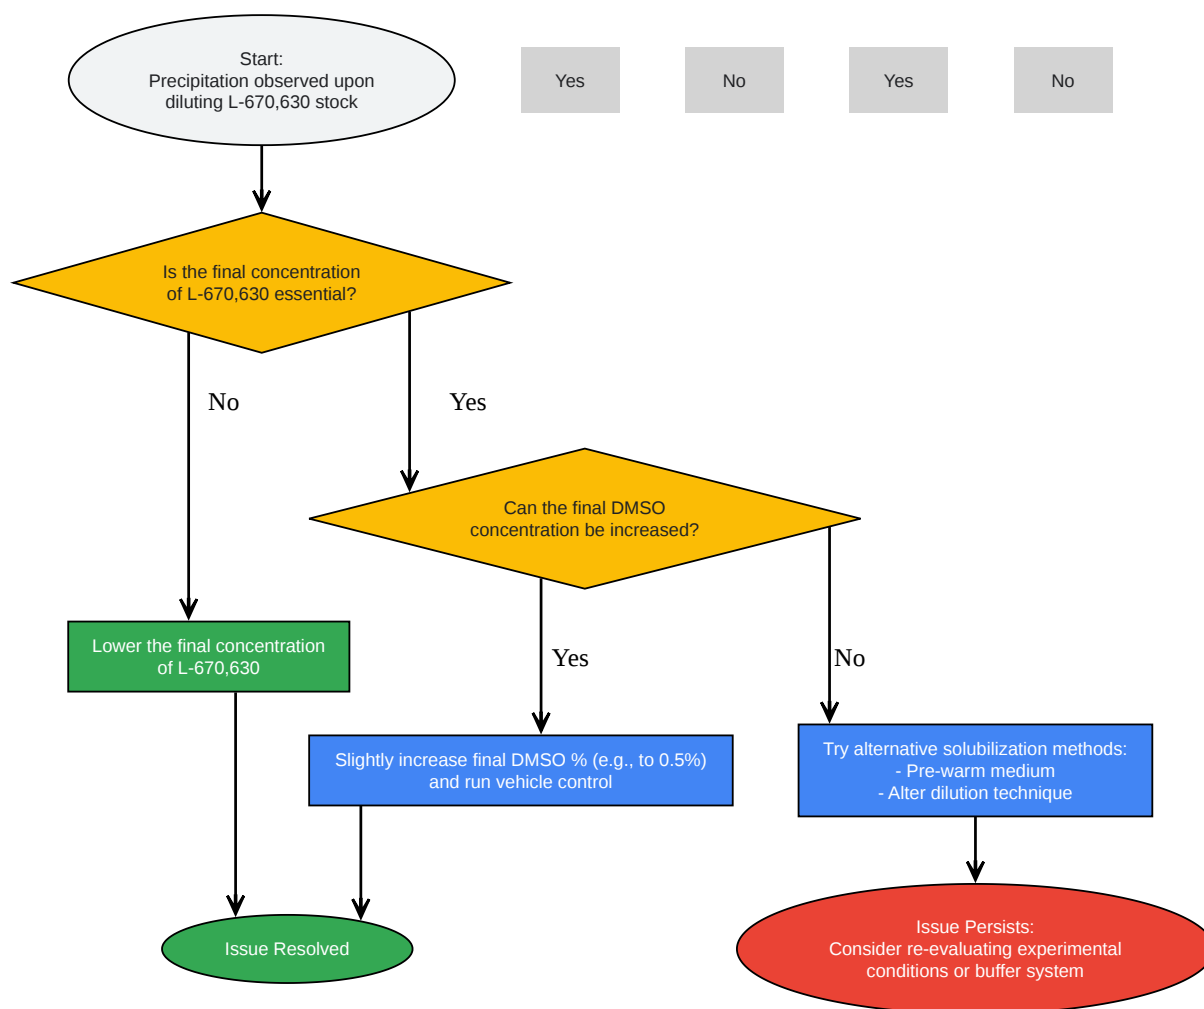 Start:
Precipitation observed upon
diluting L-670,630 stock
Yes
No
Yes
No
Is the final concentration
of L-670,630 essential?
No
Yes
Can the final DMSO
concentration be increased?
Lower the final concentration
of L-670,630
Yes
No
Slightly increase final DMSO % (e.g., to 0.5%)
and run vehicle control
Try alternative solubilization methods:
- Pre-warm medium
- Alter dilution technique
Issue Resolved
Issue Persists:
Consider re-evaluating experimental
conditions or buffer system